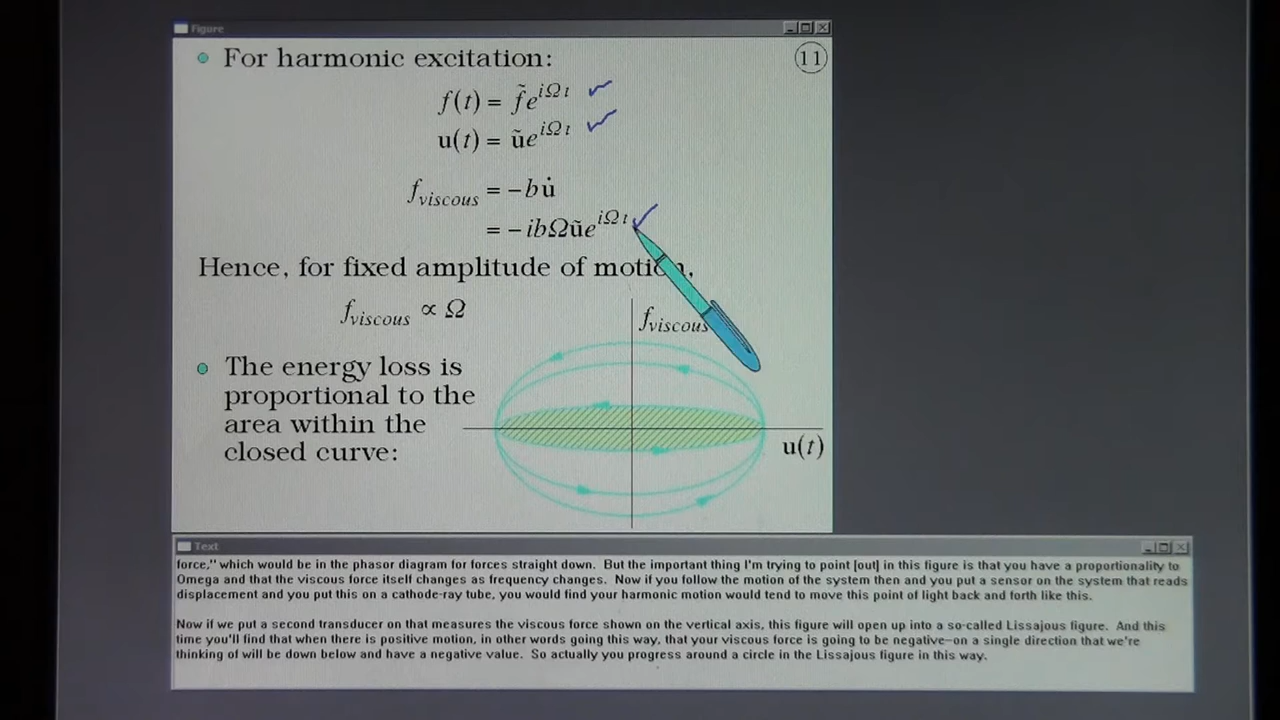 Figure
• For harmonic excitation:
11
f(t) = f̃e^{iΩt}
u(t) = ũe^{iΩt}
f_{viscous} = −bu̇
= −ibΩũe^{iΩt}
Hence, for fixed amplitude of motion,
f_{viscous} ∝ Ω
f_{viscous}
• The energy loss is
proportional to the
area within the
closed curve:
u(t)
Text
force," which would be in the phasor diagram for forces straight down. But the important thing I'm trying to point [out] in this figure is that you have a proportionality to
Omega and that the viscous force itself changes as frequency changes. Now if you follow the motion of the system then and you put a sensor on the system that reads
displacement and you put this on a cathode-ray tube, you would find your harmonic motion would tend to move this point of light back and forth like this.
Now if we put a second transducer on that measures the viscous force shown on the vertical axis, this figure will open up into a so-called Lissajous figure. And this
time you'll find that when there is positive motion, in other words going this way, that your viscous force is going to be negative—on a single direction that we're
thinking of will be down below and have a negative value. So actually you progress around a circle in the Lissajous figure in this way.